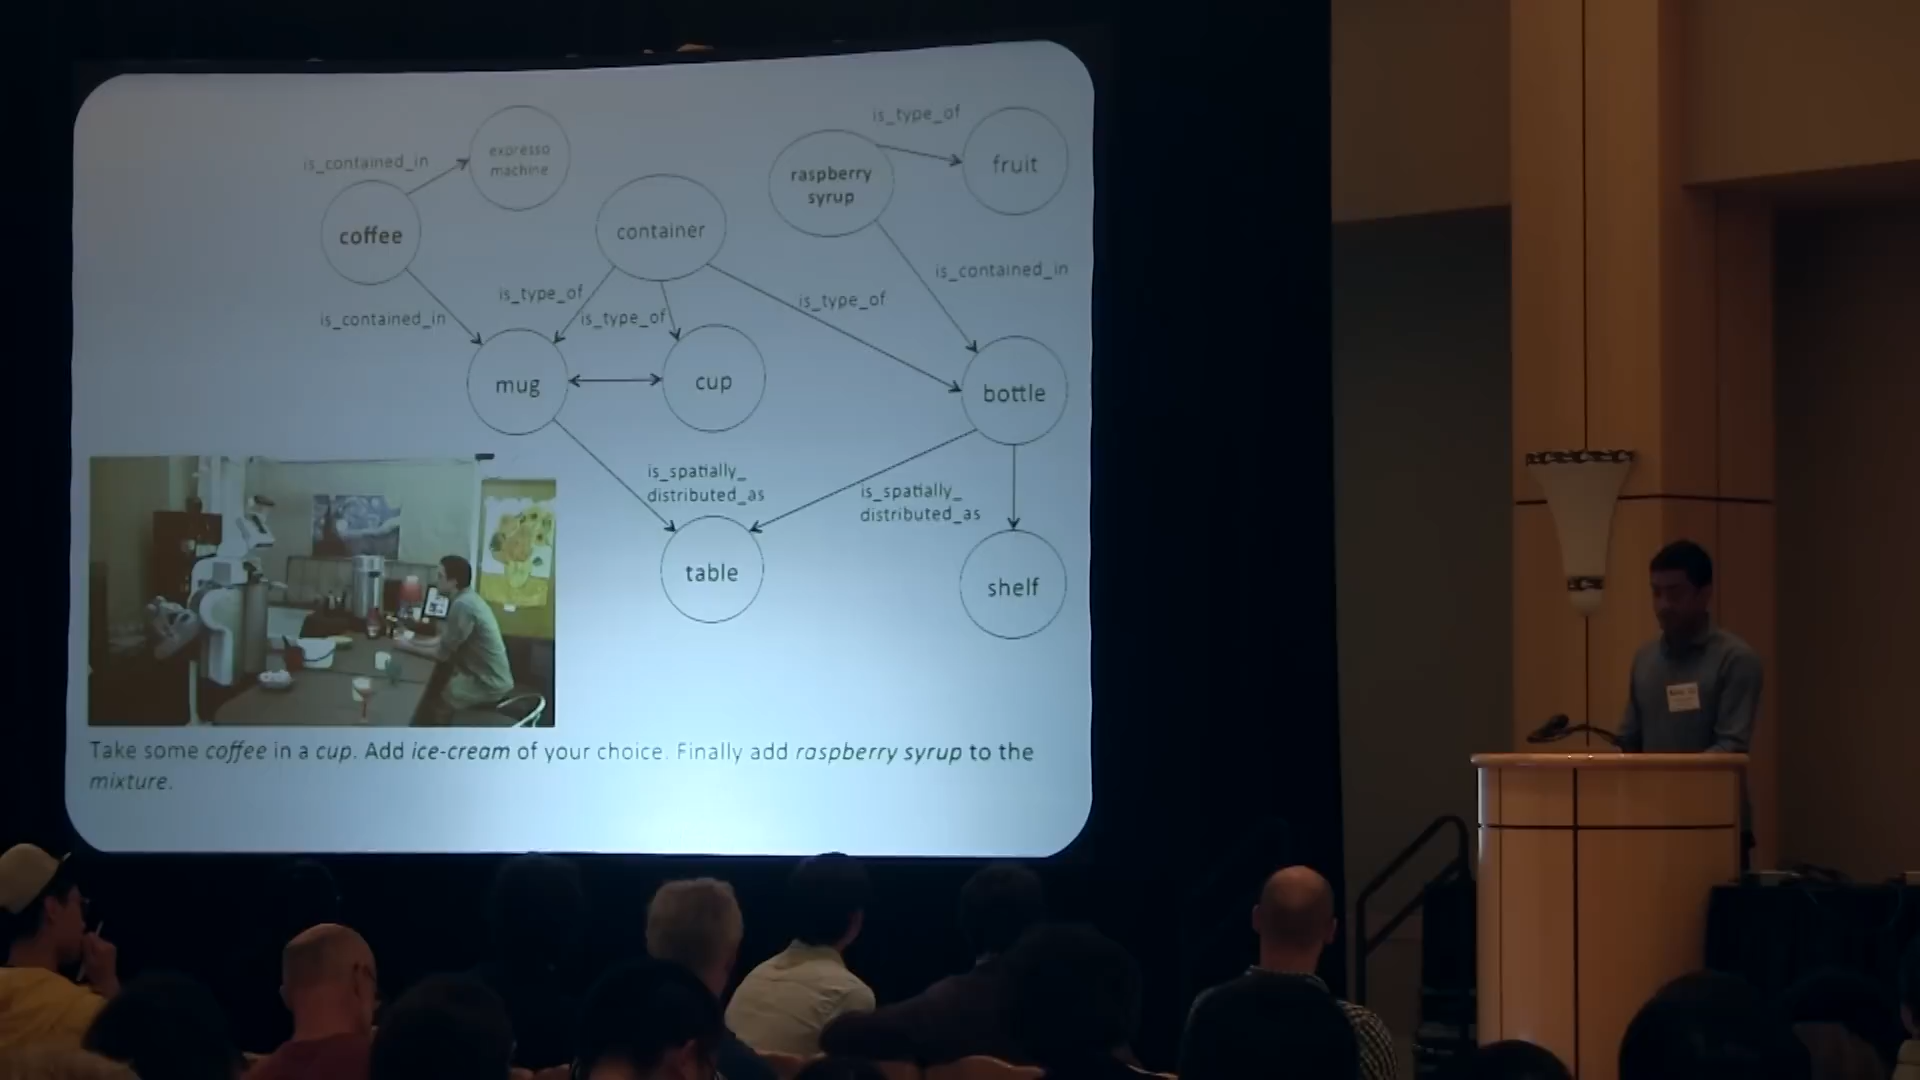 is_type_of
expresso
machine
is_contained_in
fruit
raspberry
syrup
coffee
container
is_contained_in
is_type_of
is_type_of
is_contained_in
is_type_of
mug
cup
bottle
is_spatially_
distributed_as
is_spatially_
distributed_as
table
shelf
Take some coffee in a cup. Add ice-cream of your choice. Finally add raspberry syrup to the
mixture.